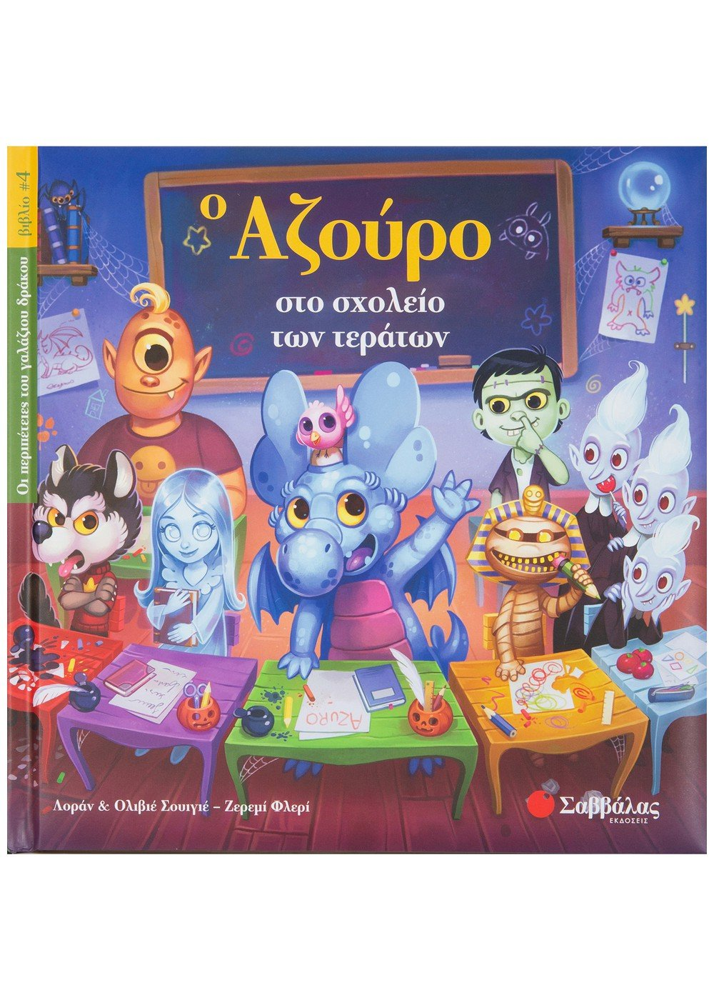 Οι περιπέτειες του γαλάζιου δράκου
βιβλίο #4
ο Αζούρο
στο σχολείο
των τεράτων
AZURO
Λοράν & Ολιβιέ Σουιγιέ – Ζερεμί Φλερί
Σαββάλας
ΕΚΔΟΣΕΙΣ